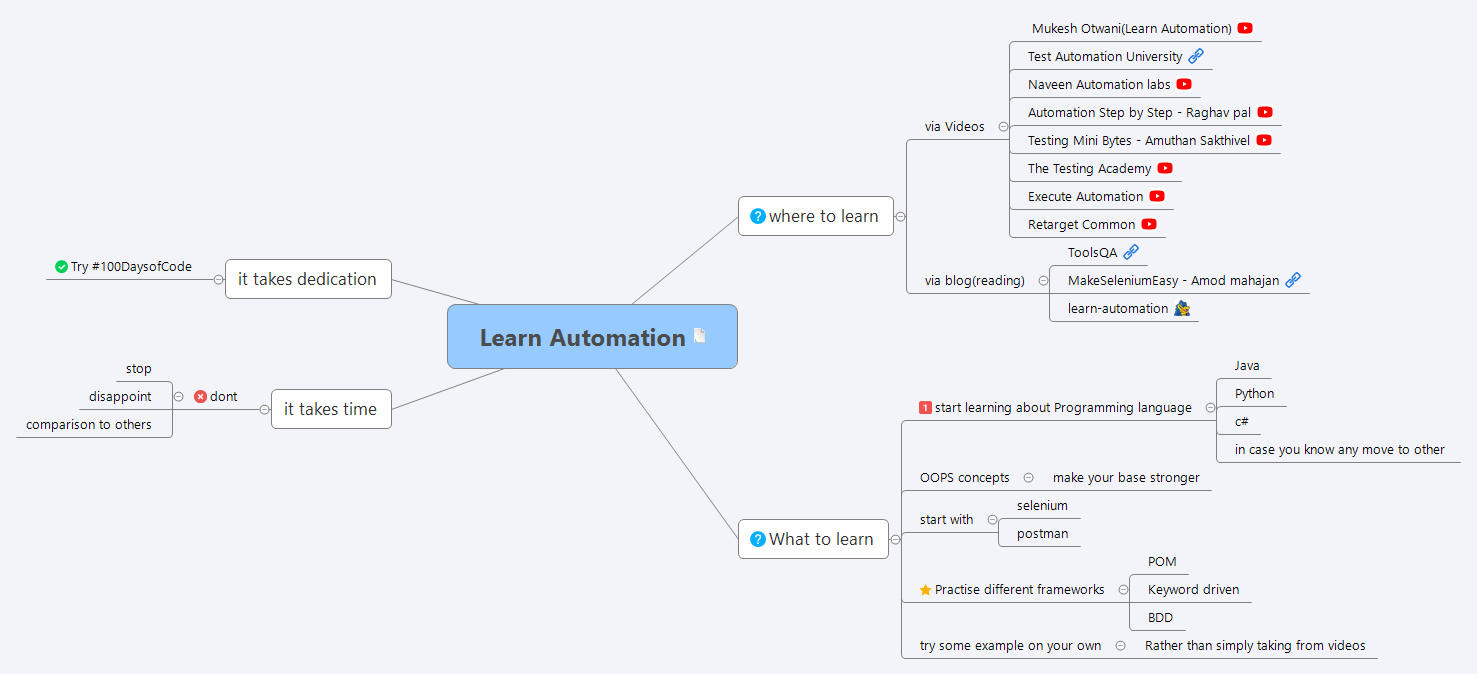 Learn Automation
where to learn
via Videos
Mukesh Otwani(Learn Automation)
Test Automation University
Naveen Automation labs
Automation Step by Step - Raghav pal
Testing Mini Bytes - Amuthan Sakthivel
The Testing Academy
Execute Automation
Retarget Common
via blog(reading)
ToolsQA
MakeSeleniumEasy - Amod mahajan
learn-automation
What to learn
1 start learning about Programming language
Java
Python
c#
in case you know any move to other
OOPS concepts
make your base stronger
start with
selenium
postman
Practise different frameworks
POM
Keyword driven
BDD
try some example on your own
Rather than simply taking from videos
it takes dedication
Try #100DaysofCode
it takes time
dont
stop
disappoint
comparison to others